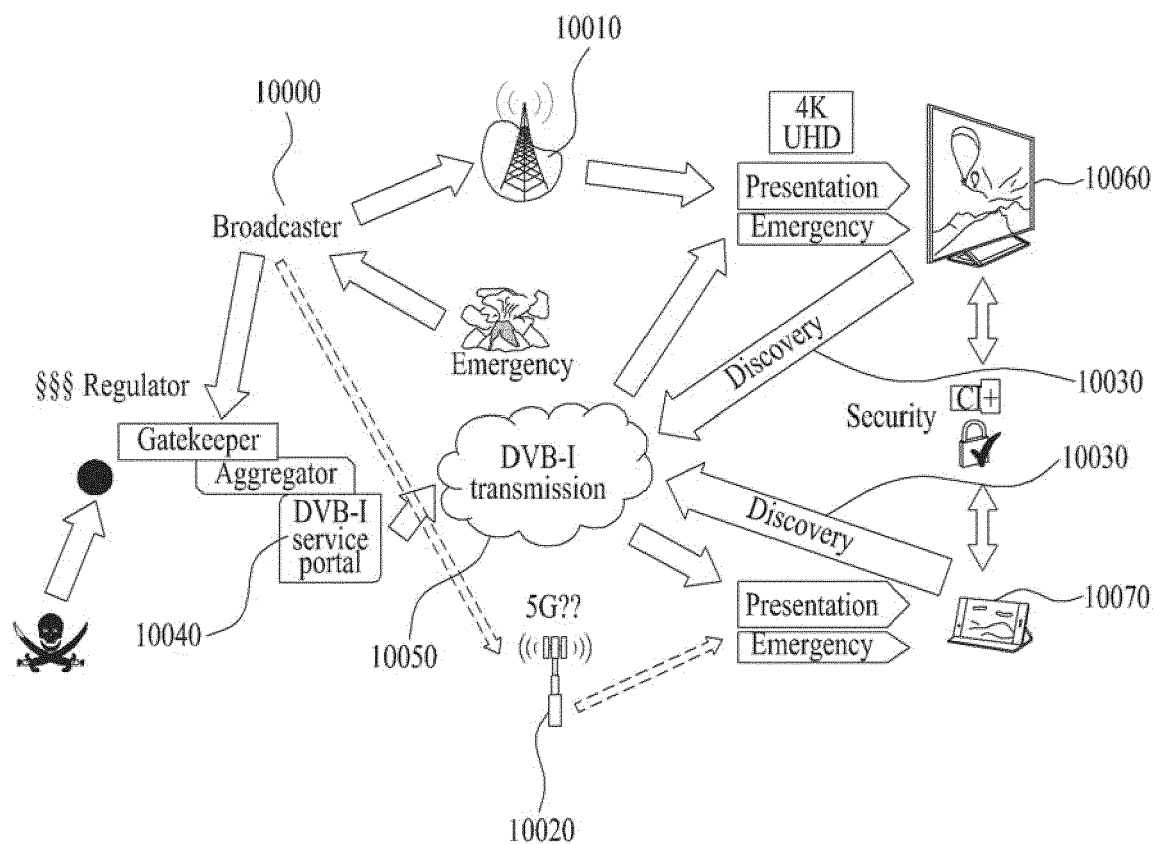 10010
10000
4K
UHD
Presentation
10060
Broadcaster
Emergency
Emergency
Discovery
§§§ Regulator
10030
CI+
Security
Gatekeeper
Aggregator
DVB-I
transmission
10030
DVB-I
service
portal
Discovery
5G??
Presentation
10070
10040
10050
Emergency
10020